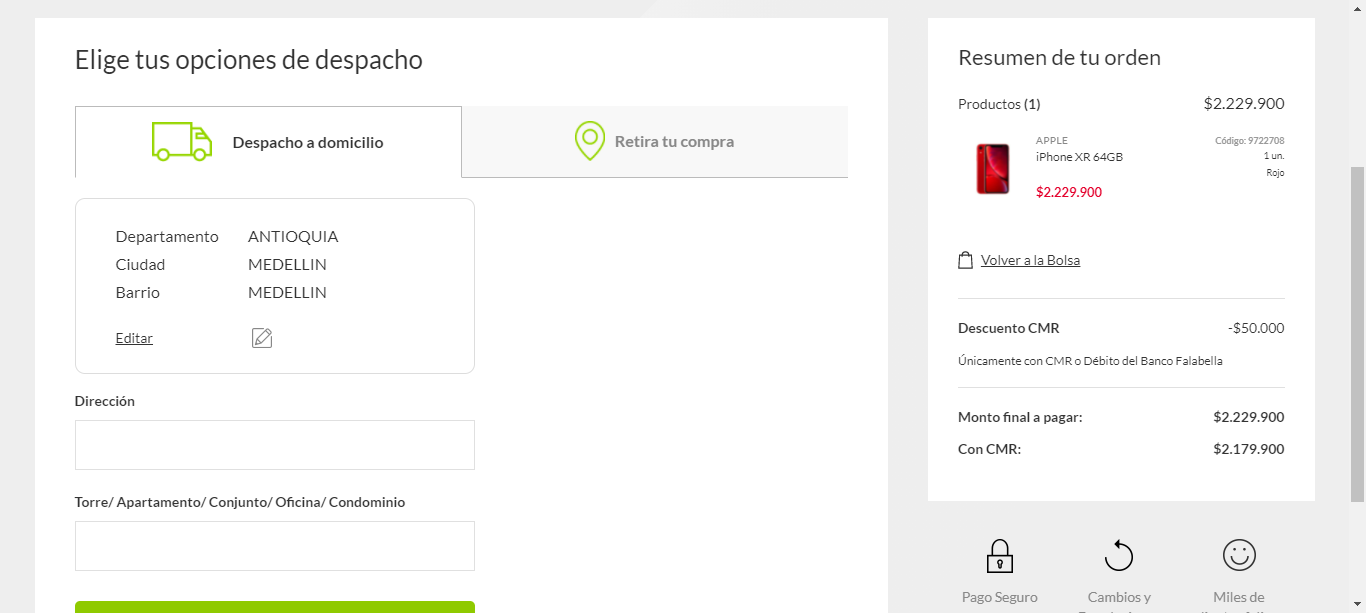 Elige tus opciones de despacho
Despacho a domicilio
Retira tu compra
Departamento ANTIOQUIA
Ciudad MEDELLIN
Barrio MEDELLIN
Editar
Dirección
Torre/ Apartamento/ Conjunto/ Oficina/ Condominio
Resumen de tu orden
Productos (1) $2.229.900
APPLE Código: 9722708
iPhone XR 64GB 1 un.
Rojo
$2.229.900
Volver a la Bolsa
Descuento CMR -$50.000
Únicamente con CMR o Débito del Banco Falabella
Monto final a pagar: $2.229.900
Con CMR: $2.179.900
Pago Seguro
Cambios y
Miles de